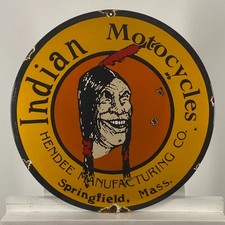 Indian Motocycles
HENDEE MANUFACTURING CO.
Springfield, Mass.